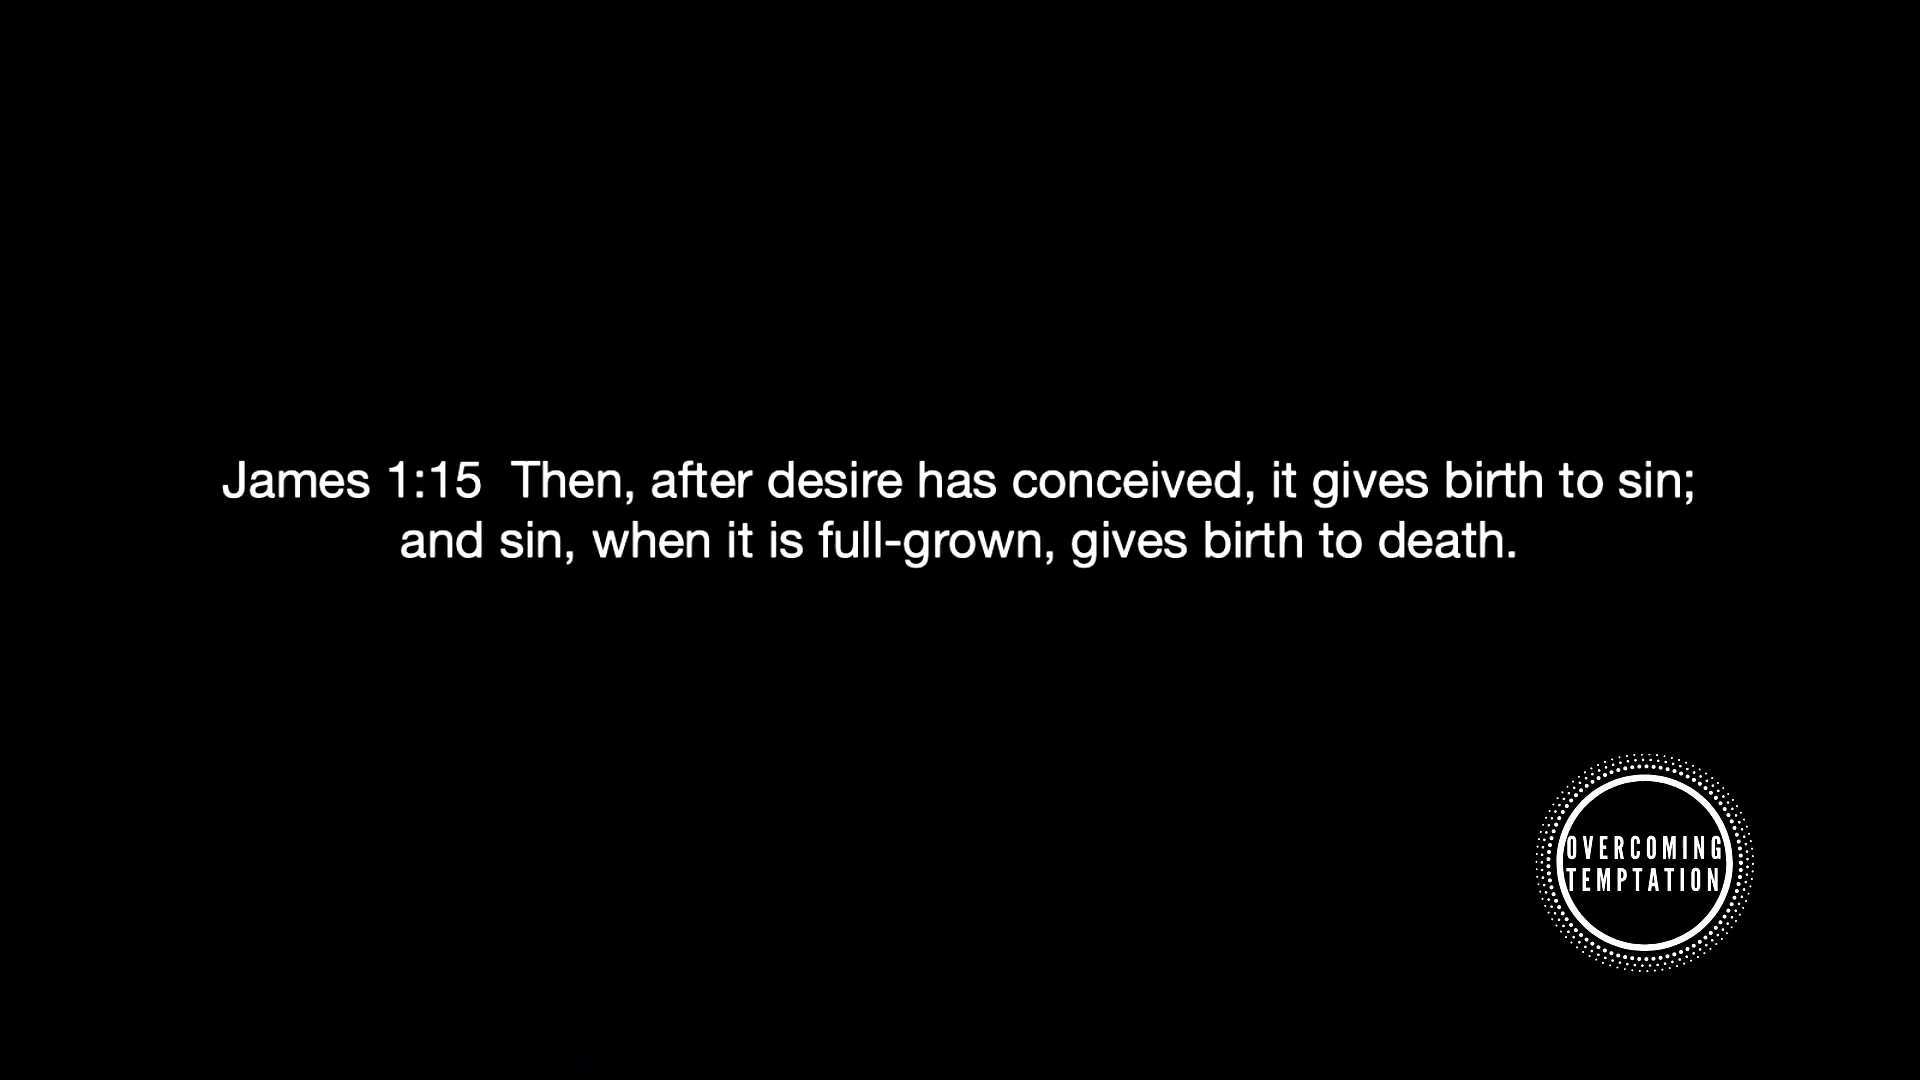 James 1:15  Then, after desire has conceived, it gives birth to sin;
and sin, when it is full-grown, gives birth to death.
OVERCOMING
TEMPTATION